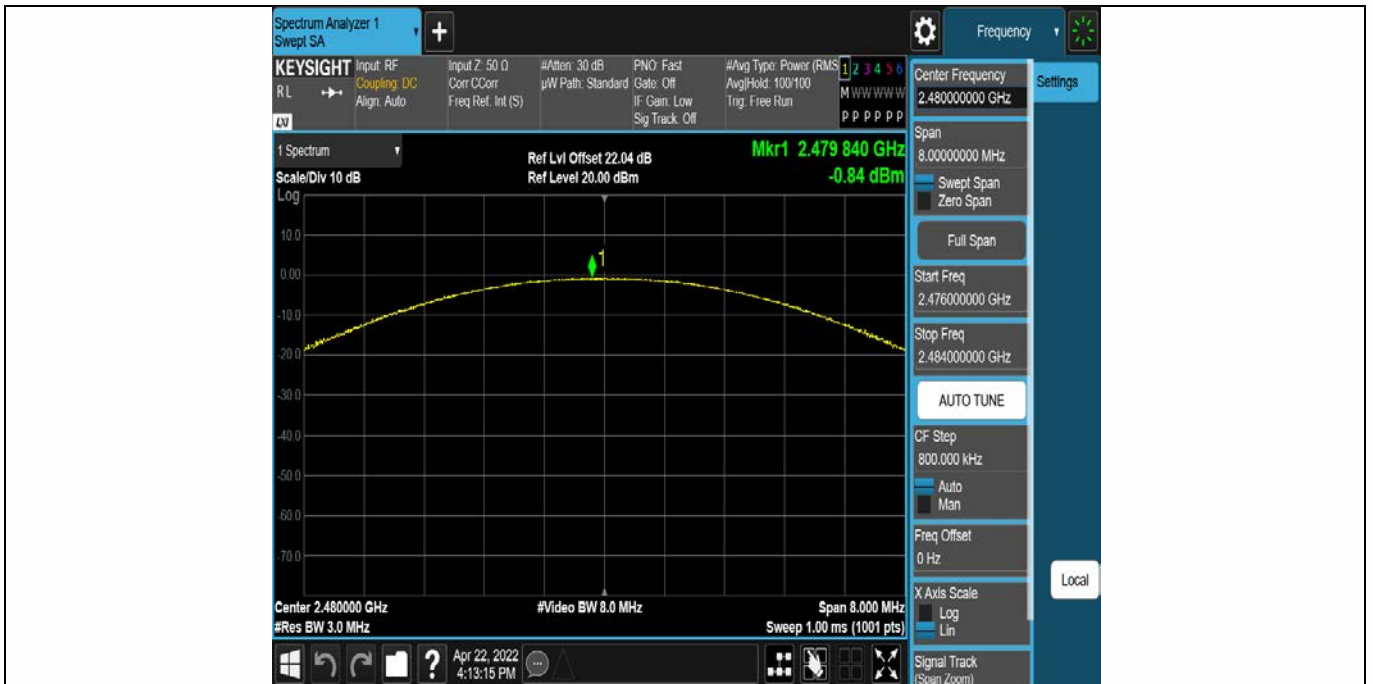 Spectrum Analyzer 1
Swept SA
+
Frequency
KEYSIGHT
RL
LXI
Input: RF
Coupling: DC
Align: Auto
Input Z: 50 Ω
Corr CCorr
Freq Ref: Int (S)
#Atten: 30 dB
µW Path: Standard
PNO: Fast
Gate: Off
IF Gain: Low
Sig Track: Off
#Avg Type: Power (RMS
Avg|Hold: 100/100
Trig: Free Run
1 2 3 4 5 6
M W W W W W
P P P P P P
1 Spectrum
Scale/Div 10 dB
Log
Ref Lvl Offset 22.04 dB
Ref Level 20.00 dBm
Mkr1 2.479 840 GHz
-0.84 dBm
1
10.0
0.00
-10.0
-20.0
-30.0
-40.0
-50.0
-60.0
-70.0
Center 2.480000 GHz
#Res BW 3.0 MHz
#Video BW 8.0 MHz
Span 8.000 MHz
Sweep 1.00 ms (1001 pts)
Center Frequency
2.480000000 GHz
Settings
Span
8.00000000 MHz
Swept Span
Zero Span
Full Span
Start Freq
2.476000000 GHz
Stop Freq
2.484000000 GHz
AUTO TUNE
CF Step
800.000 kHz
Auto
Man
Freq Offset
0 Hz
Local
X Axis Scale
Log
Lin
Signal Track
(Span Zoom)
?
Apr 22, 2022
4:13:15 PM